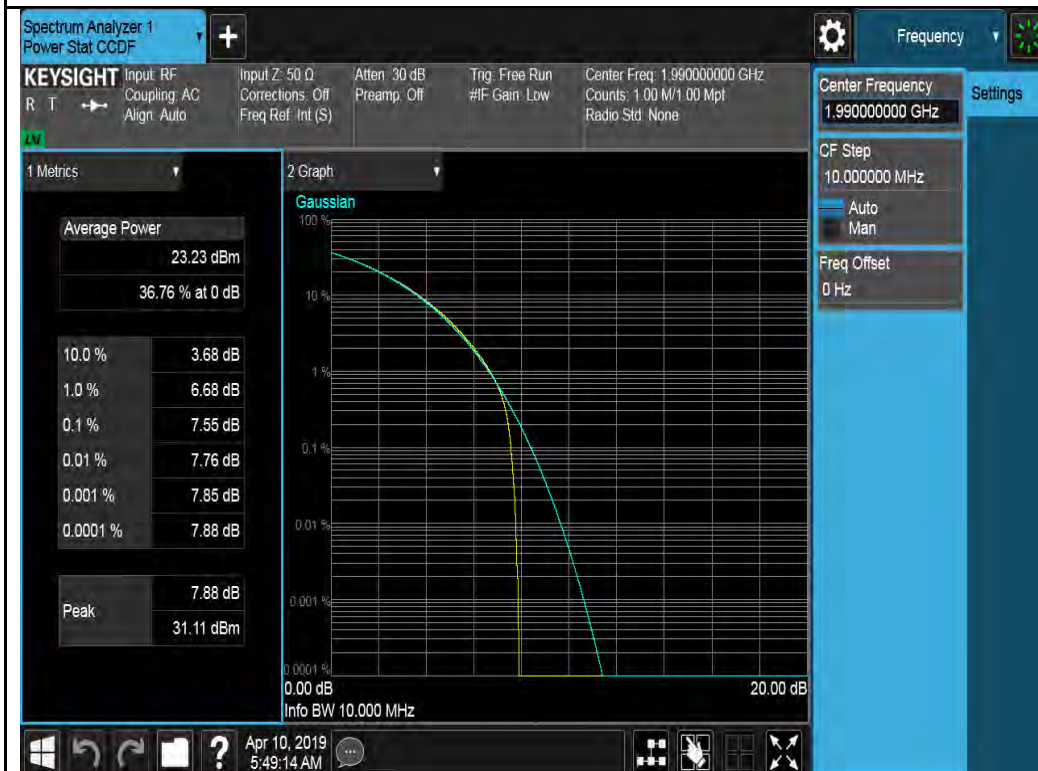 Spectrum Analyzer 1
Power Stat CCDF
+
Frequency
KEYSIGHT
R T
LNI
Input: RF
Coupling: AC
Align: Auto
Input Z: 50 Ω
Corrections: Off
Freq Ref: Int (S)
Atten: 30 dB
Preamp: Off
Trig: Free Run
#IF Gain: Low
Center Freq: 1.990000000 GHz
Counts: 1.00 M/1.00 Mpt
Radio Std: None
Center Frequency
1.990000000 GHz
Settings
CF Step
10.000000 MHz
Auto
Man
Freq Offset
0 Hz
1 Metrics
Average Power
23.23 dBm
36.76 % at 0 dB
10.0 % 3.68 dB
1.0 % 6.68 dB
0.1 % 7.55 dB
0.01 % 7.76 dB
0.001 % 7.85 dB
0.0001 % 7.88 dB
Peak
7.88 dB
31.11 dBm
2 Graph
Gaussian
100 %
10 %
1 %
0.1 %
0.01 %
0.001 %
0.0001 %
0.00 dB 20.00 dB
Info BW 10.000 MHz
?
Apr 10, 2019
5:49:14 AM